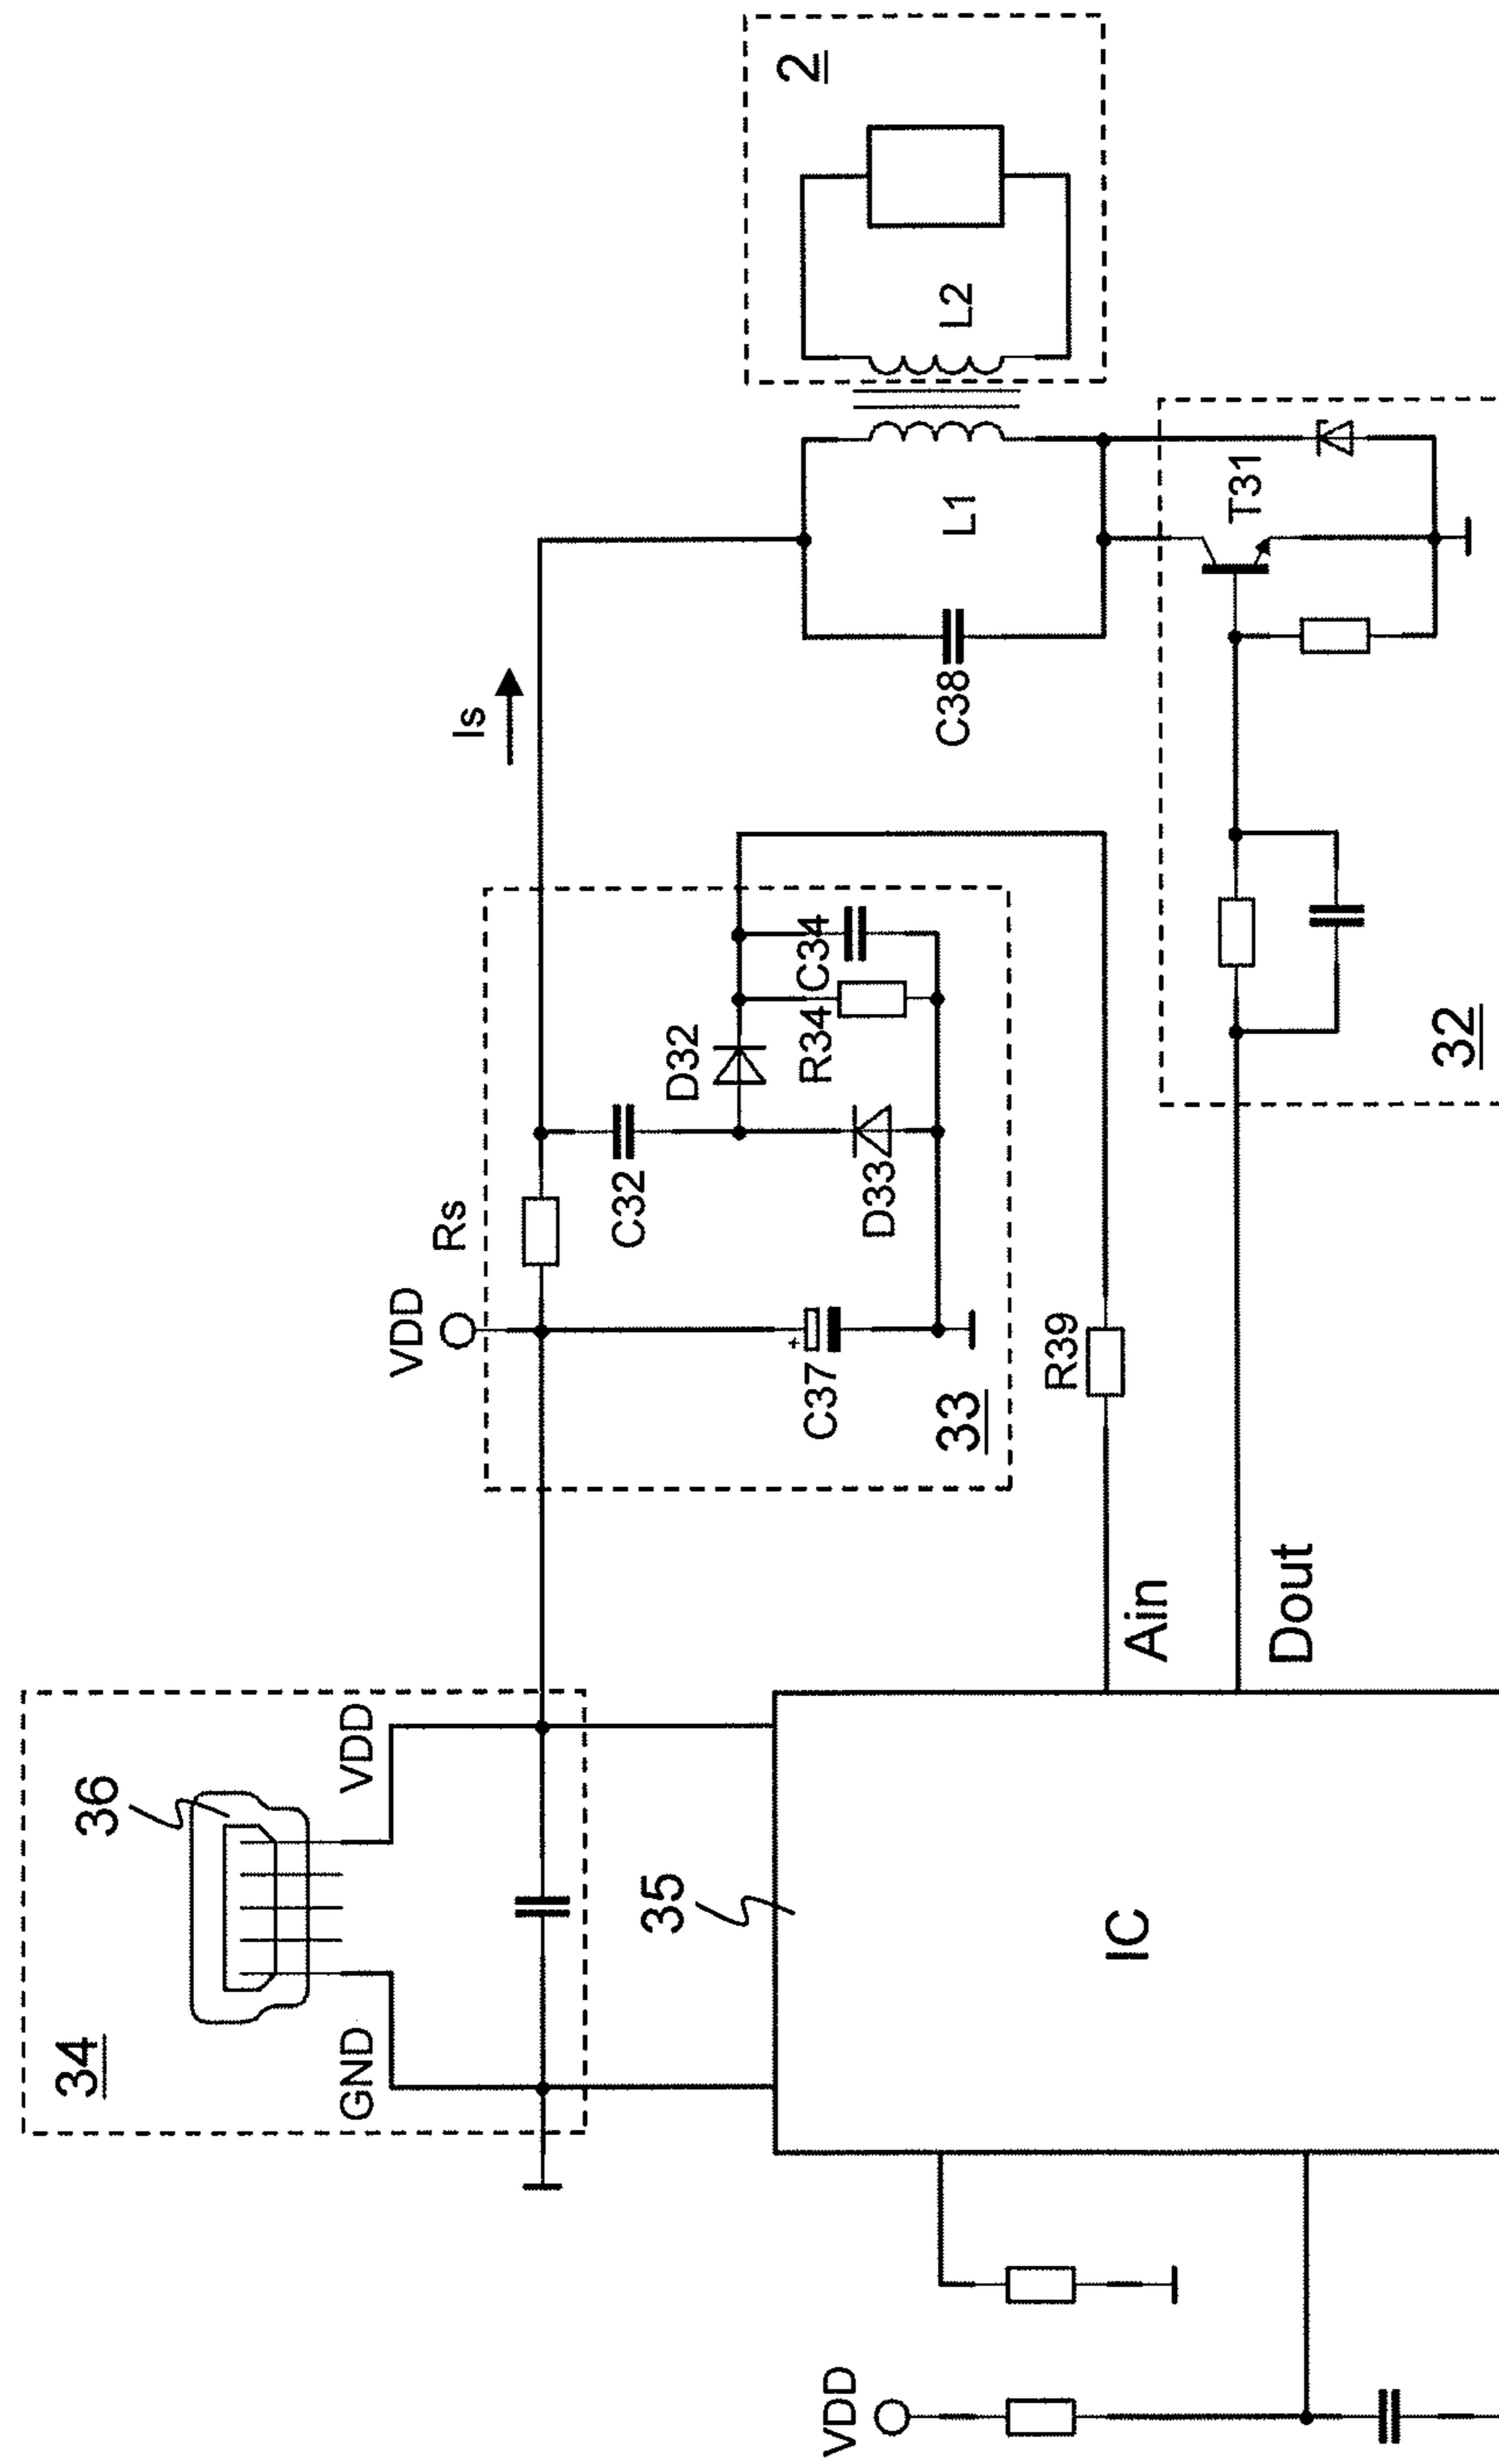 34
36
GND
VDD
35
IC
VDD
Ain
Dout
VDD
Rs
Is
C37
33
C32
D33
D32
R34
C34
R39
C38
L1
L2
2
T31
32